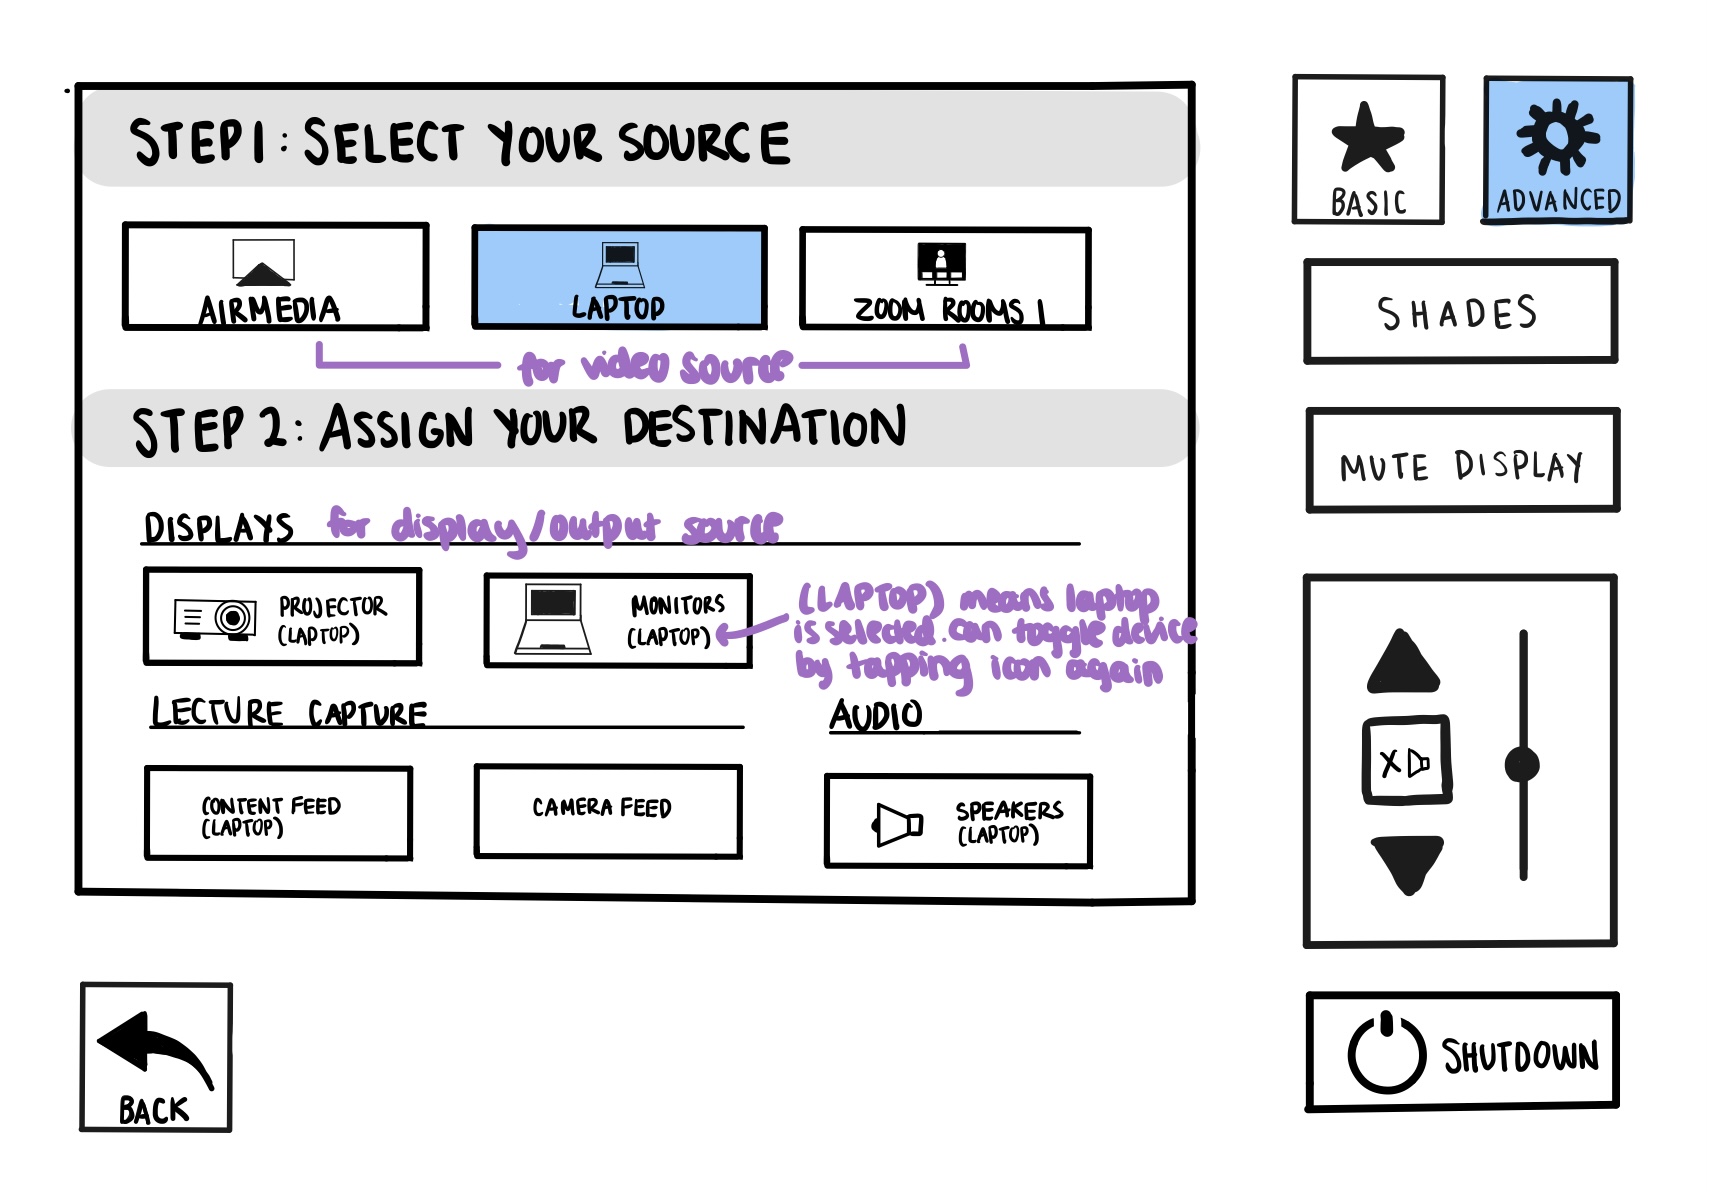 STEP 1: SELECT YOUR SOURCE
AIRMEDIA
LAPTOP
ZOOM ROOMS 1
for video source
STEP 2: ASSIGN YOUR DESTINATION
DISPLAYS for display/output source
PROJECTOR
(LAPTOP)
MONITORS
(LAPTOP)
(LAPTOP) means laptop
is selected. Can toggle device
by tapping icon again
LECTURE CAPTURE
AUDIO
CONTENT FEED
(LAPTOP)
CAMERA FEED
SPEAKERS
(LAPTOP)
BACK
BASIC
ADVANCED
SHADES
MUTE DISPLAY
X
SHUTDOWN